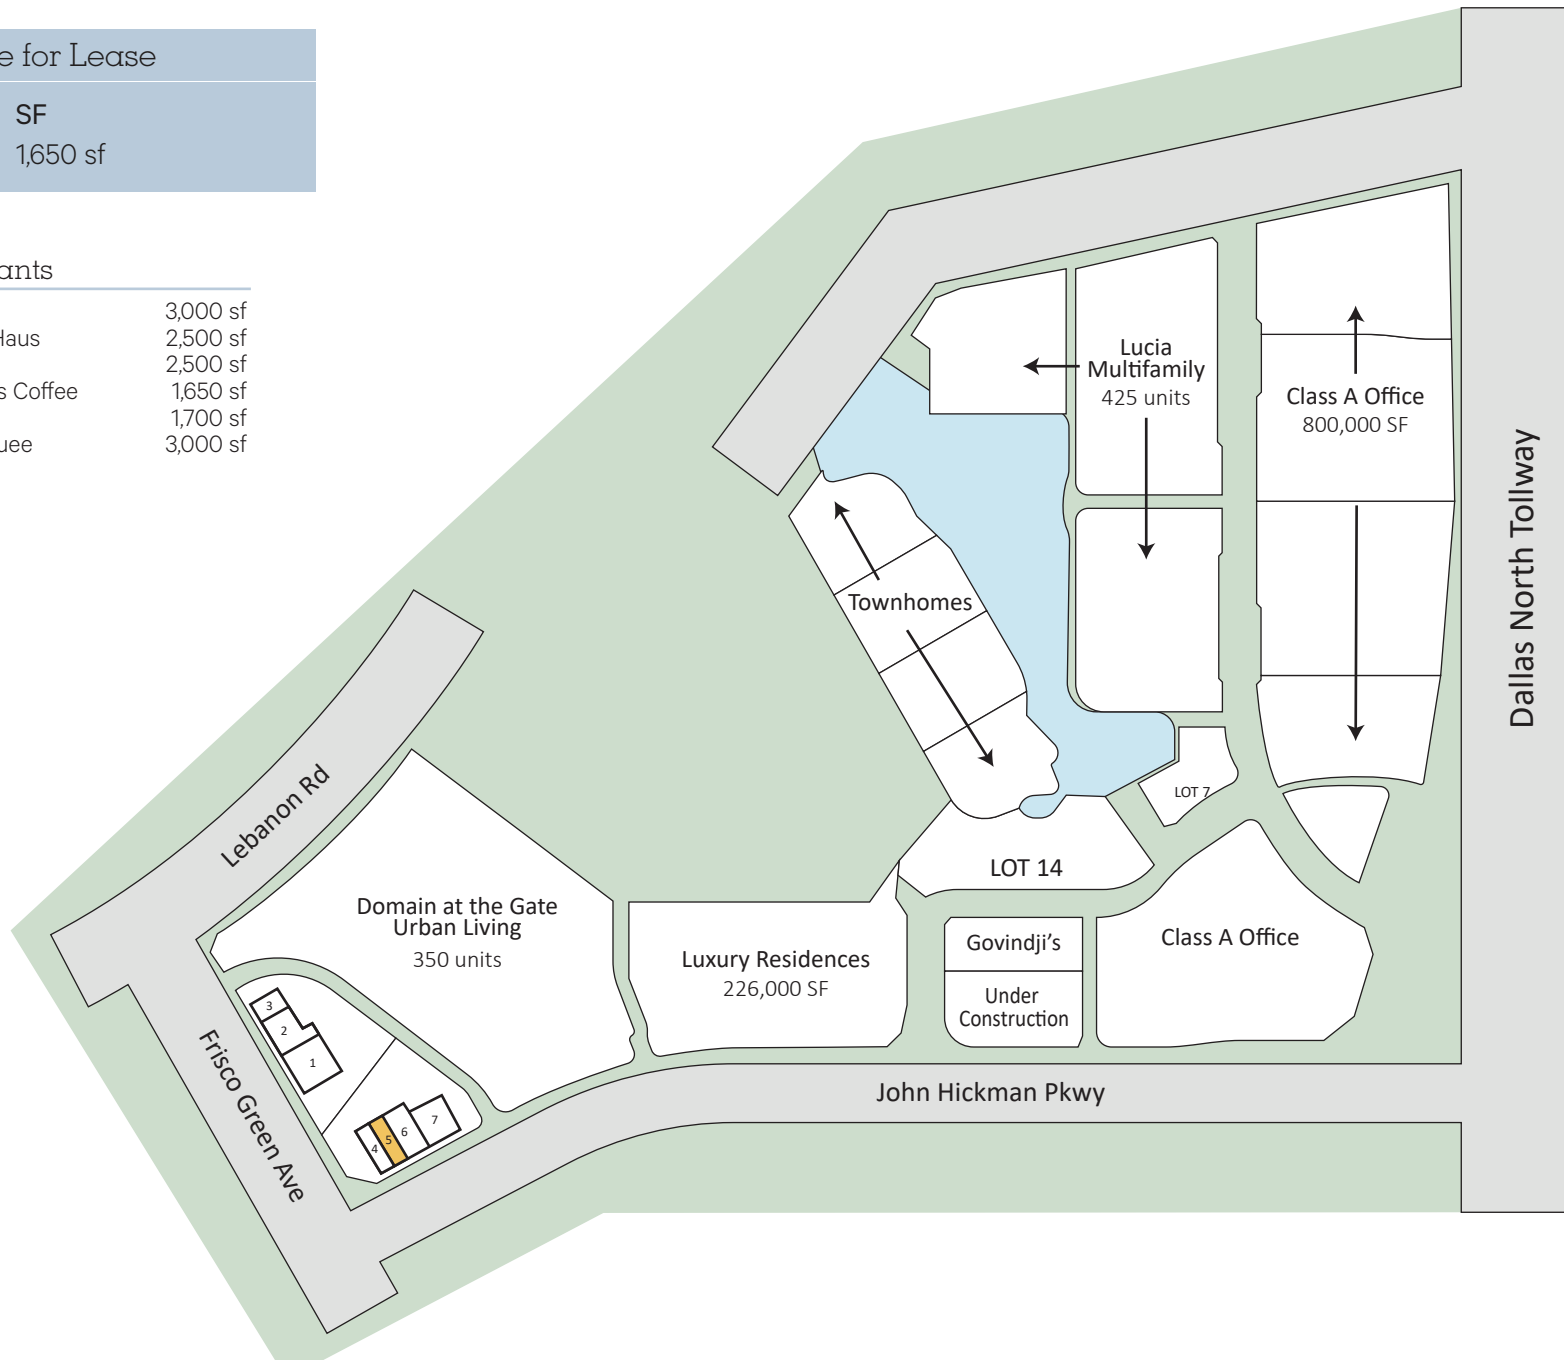 e for Lease
SF
1,650 sf
ants
3,000 sf
Haus 2,500 sf
2,500 sf
s Coffee 1,650 sf
1,700 sf
uee 3,000 sf
Lucia
Multifamily
425 units
Class A Office
800,000 SF
Dallas North Tollway
Townhomes
LOT 7
LOT 14
Lebanon Rd
Domain at the Gate
Urban Living
350 units
Luxury Residences
226,000 SF
Govindji's
Under
Construction
Class A Office
3
2
1
4
5
6
7
Frisco Green Ave
John Hickman Pkwy